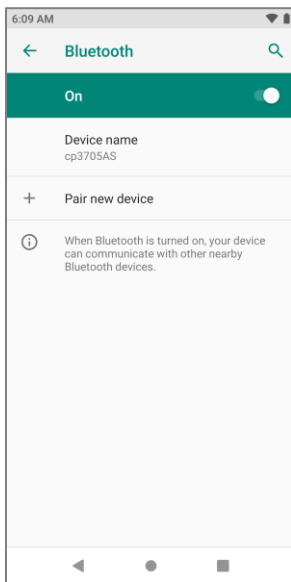 6:09 AM
Bluetooth
On
Device name
cp3705AS
Pair new device
When Bluetooth is turned on, your device
can communicate with other nearby
Bluetooth devices.